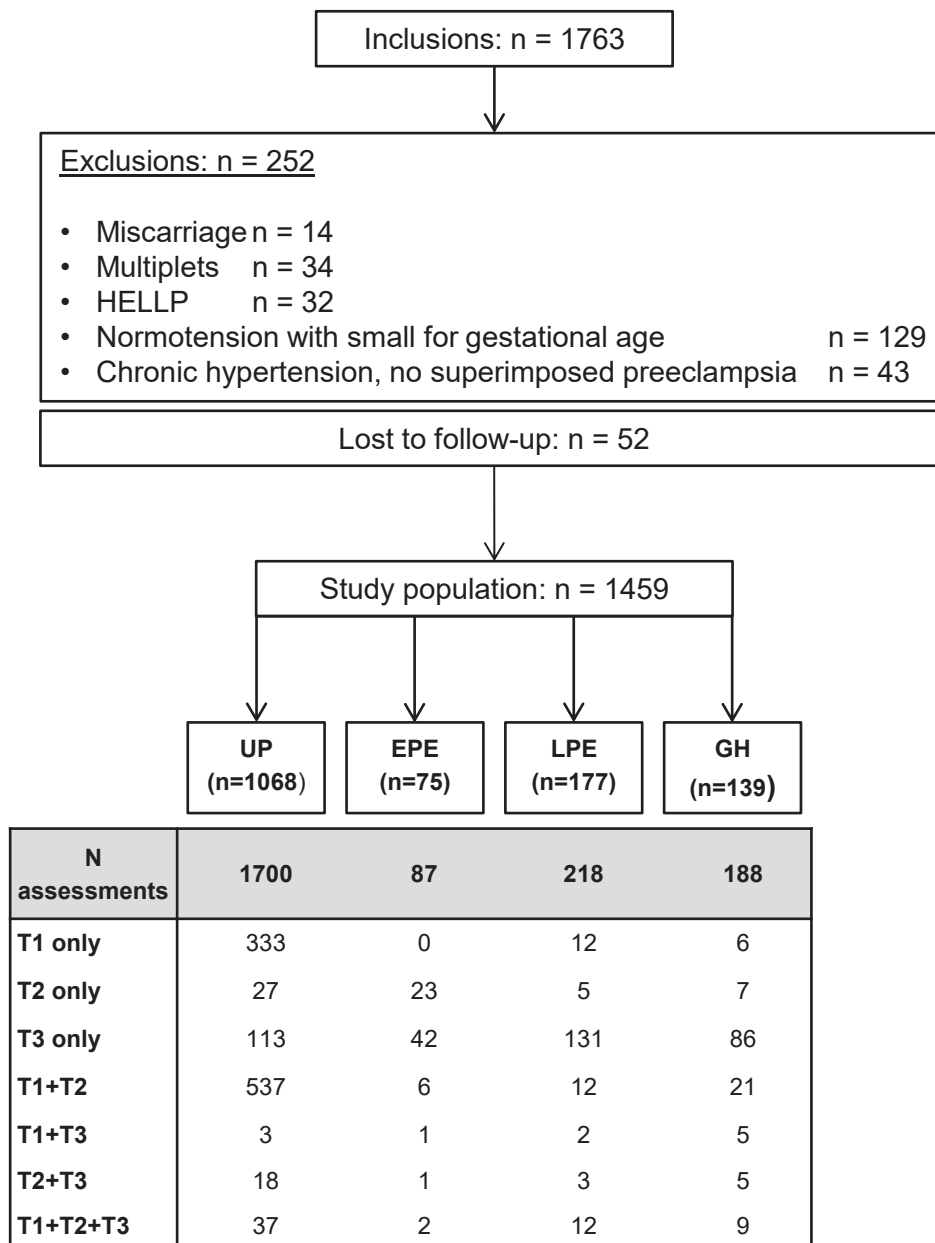 Inclusions: n = 1763
Exclusions: n = 252
• Miscarriage n = 14
• Multiplets n = 34
• HELLP n = 32
• Normotension with small for gestational age n = 129
• Chronic hypertension, no superimposed preeclampsia n = 43
Lost to follow-up: n = 52
Study population: n = 1459
UP EPE LPE GH
(n=1068) (n=75) (n=177) (n=139)
N
assessments 1700 87 218 188
T1 only 333 0 12 6
T2 only 27 23 5 7
T3 only 113 42 131 86
T1+T2 537 6 12 21
T1+T3 3 1 2 5
T2+T3 18 1 3 5
T1+T2+T3 37 2 12 9